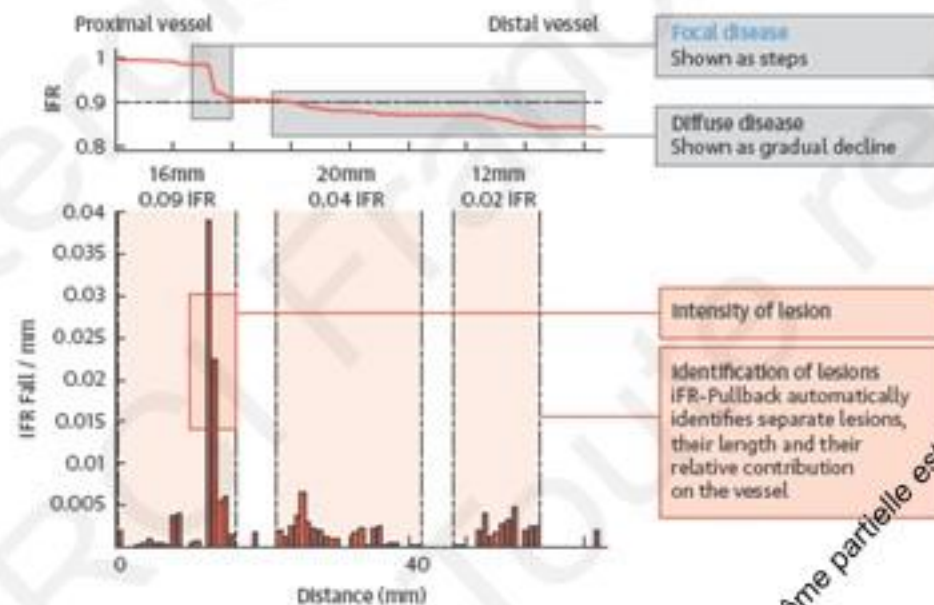 Proximal vessel
Distal vessel
1
IFR
0.9
0.8
Focal disease
Shown as steps
Diffuse disease
Shown as gradual decline
16mm
0.09 IFR
20mm
0.04 IFR
12mm
0.02 IFR
0.04
0.035
0.03
0.025
0.02
0.015
0.01
0.005
IFR Fall / mm
0
40
Distance (mm)
Intensity of lesion
Identification of lesions
iFR-Pullback automatically
identifies separate lesions,
their length and their
relative contribution
on the vessel
même partielle est